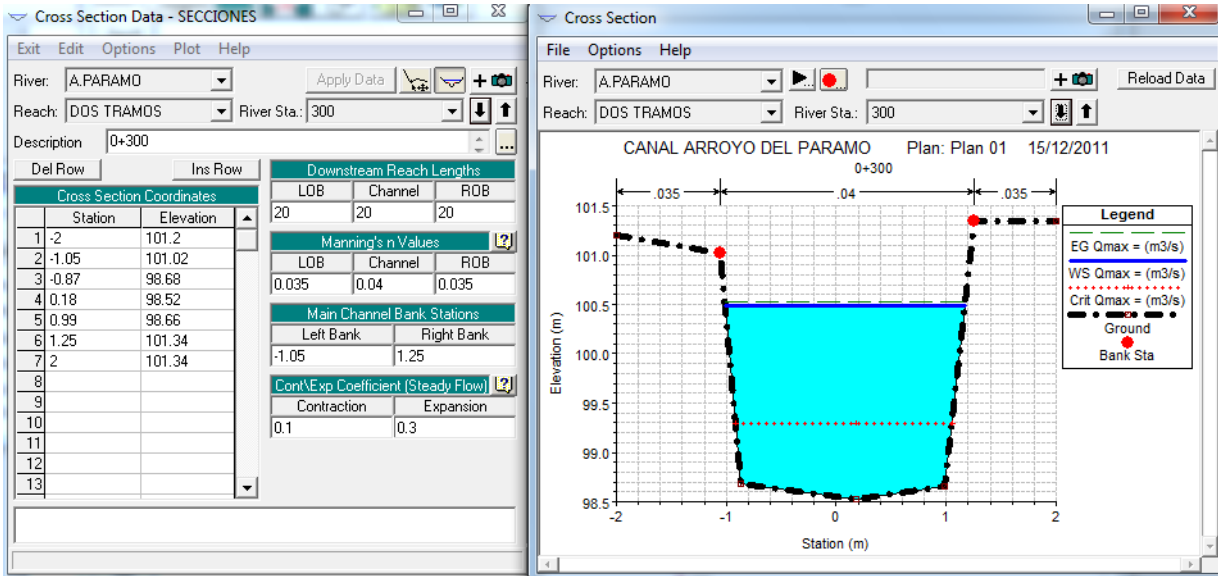 Cross Section Data - SECCIONES
Exit Edit Options Plot Help
River: A.PARAMO Apply Data
Reach: DOS TRAMOS River Sta.: 300
Description 0+300 ...
Del Row Ins Row
Cross Section Coordinates
Station Elevation
1 -2 101.2
2 -1.05 101.02
3 -0.87 98.68
4 0.18 98.52
5 0.99 98.66
6 1.25 101.34
7 2 101.34
8
9
10
11
12
13
Downstream Reach Lengths
LOB Channel ROB
20 20 20
Manning's n Values ?
LOB Channel ROB
0.035 0.04 0.035
Main Channel Bank Stations
Left Bank Right Bank
-1.05 1.25
Cont\Exp Coefficient (Steady Flow) ?
Contraction Expansion
0.1 0.3
Cross Section
File Options Help
River: A.PARAMO Reload Data
Reach: DOS TRAMOS River Sta.: 300
CANAL ARROYO DEL PARAMO Plan: Plan 01 15/12/2011
0+300
.035 .04 .035
101.5
101.0
100.5
100.0
99.5
99.0
98.5
Elevation (m)
-2 -1 0 1 2
Station (m)
Legend
EG Qmax = (m3/s)
WS Qmax = (m3/s)
Crit Qmax = (m3/s)
Ground
Bank Sta